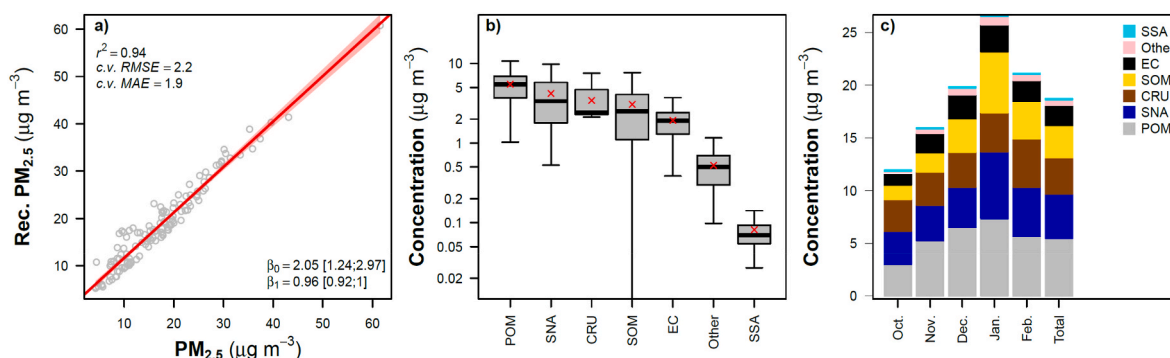 a)
r² = 0.94
c.v. RMSE = 2.2
c.v. MAE = 1.9
β₀ = 2.05 [1.24;2.97]
β₁ = 0.96 [0.92;1]
Rec. PM₂.₅ (μg m⁻³)
60
50
40
30
20
10
10 20 30 40 50 60
PM₂.₅ (μg m⁻³)
b)
Concentration (μg m⁻³)
10
5
2
1
0.5
0.2
0.1
0.05
0.02
POM SNA CRU SOM EC Other SSA
c)
Concentration (μg m⁻³)
25
20
15
10
5
0
Oct. Nov. Dec. Jan. Feb. Total
SSA
Other
EC
SOM
CRU
SNA
POM